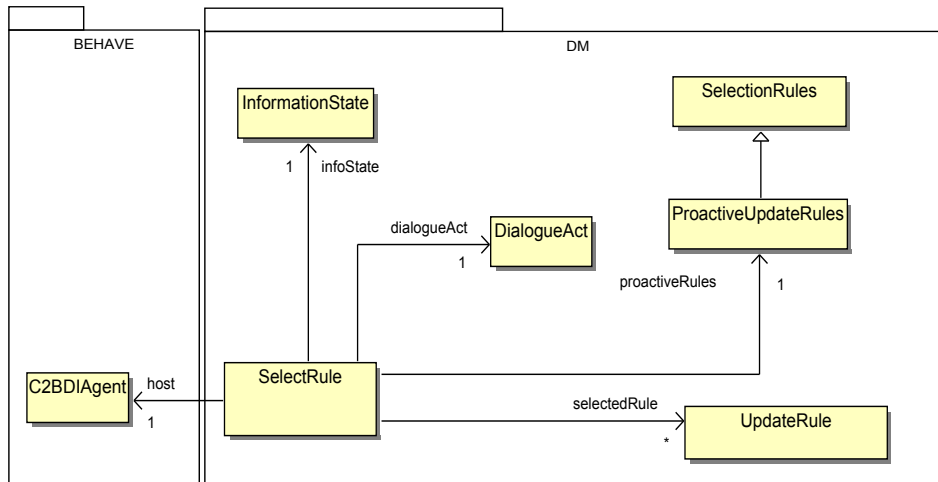 BEHAVE
DM
InformationState
SelectionRules
1 infoState
ProactiveUpdateRules
dialogueAct
DialogueAct
1
proactiveRules
1
C2BDIAgent
host
1
SelectRule
selectedRule
*
UpdateRule